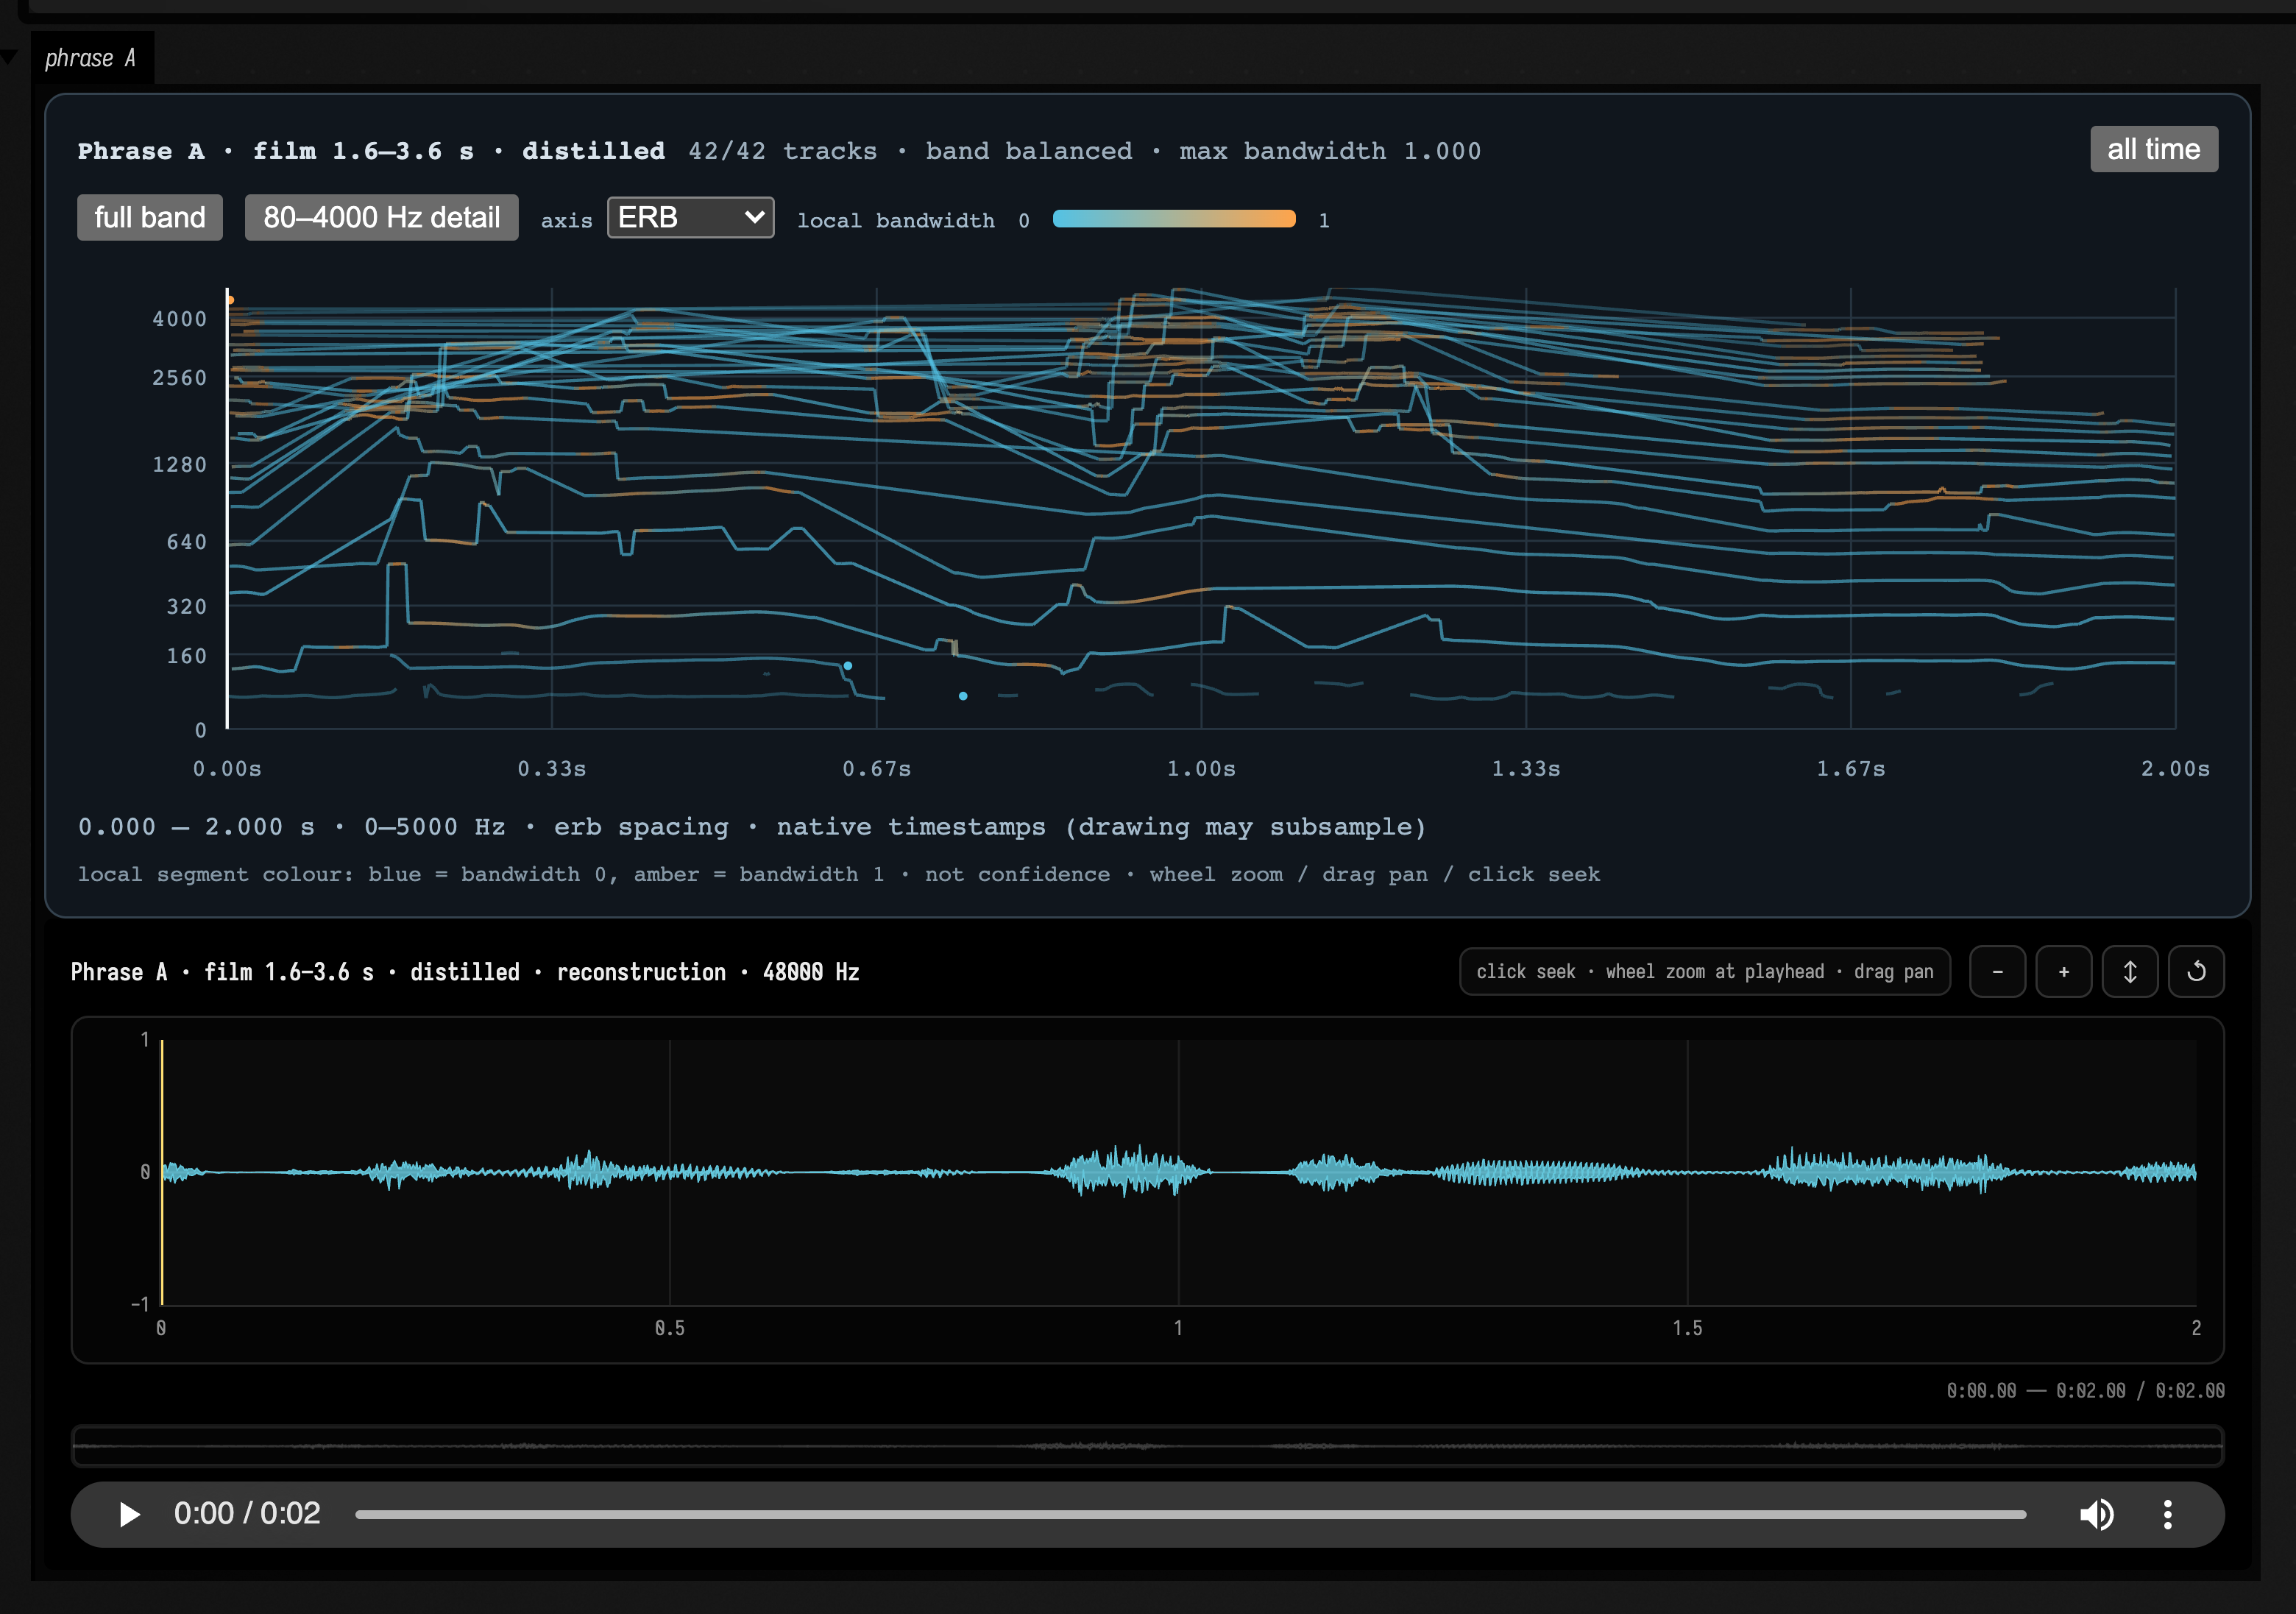 phrase A
Phrase A · film 1.6–3.6 s · distilled 42/42 tracks · band balanced · max bandwidth 1.000
all time
full band
80–4000 Hz detail
axis
ERB
local bandwidth 0
1
4000
2560
1280
640
320
160
0
0.00s
0.33s
0.67s
1.00s
1.33s
1.67s
2.00s
0.000 — 2.000 s · 0–5000 Hz · erb spacing · native timestamps (drawing may subsample)
local segment colour: blue = bandwidth 0, amber = bandwidth 1 · not confidence · wheel zoom / drag pan / click seek
Phrase A · film 1.6–3.6 s · distilled · reconstruction · 48000 Hz
click seek · wheel zoom at playhead · drag pan
−
+
↕
1
0
-1
0
0.5
1
1.5
2
0:00.00 — 0:02.00 / 0:02.00
0:00 / 0:02